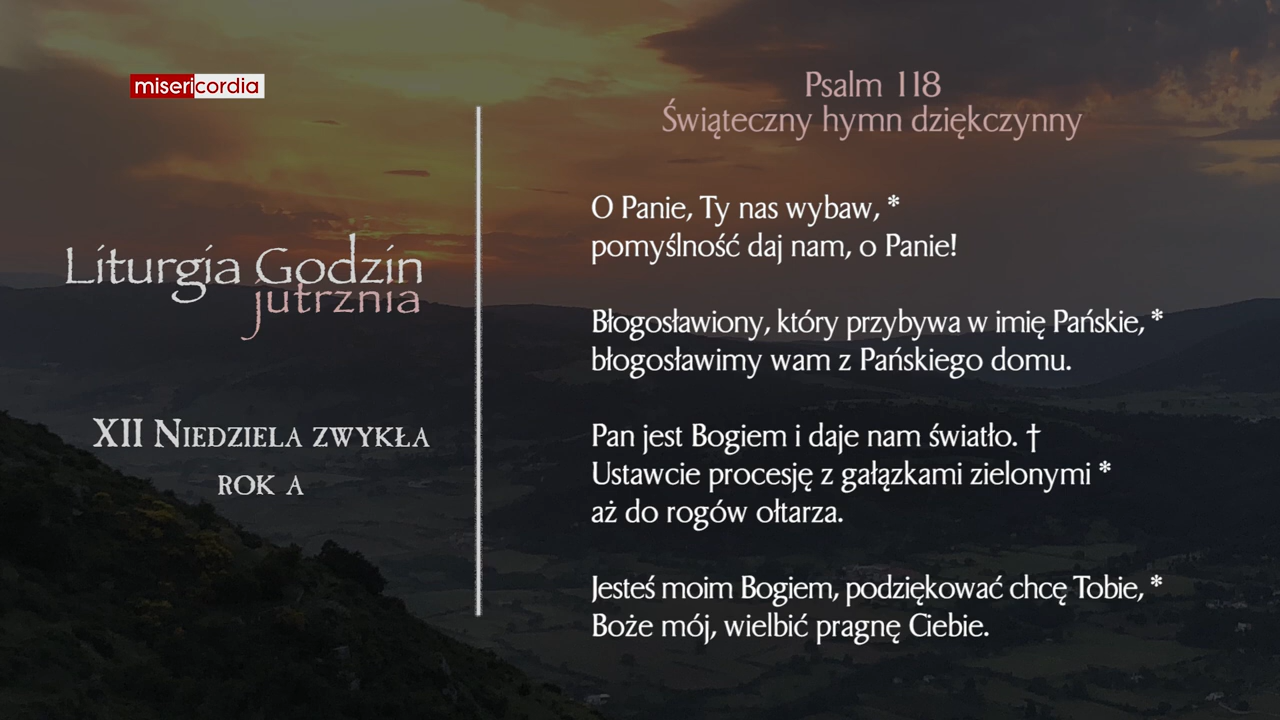 misericordia
Liturgia Godzin
jutrznia
XII Niedziela zwykła
rok A
Psalm 118
Świąteczny hymn dziękczynny
O Panie, Ty nas wybaw, *
pomyślność daj nam, o Panie!
Błogosławiony, który przybywa w imię Pańskie, *
błogosławimy wam z Pańskiego domu.
Pan jest Bogiem i daje nam światło. †
Ustawcie procesję z gałązkami zielonymi *
aż do rogów ołtarza.
Jesteś moim Bogiem, podziękować chcę Tobie, *
Boże mój, wielbić pragnę Ciebie.